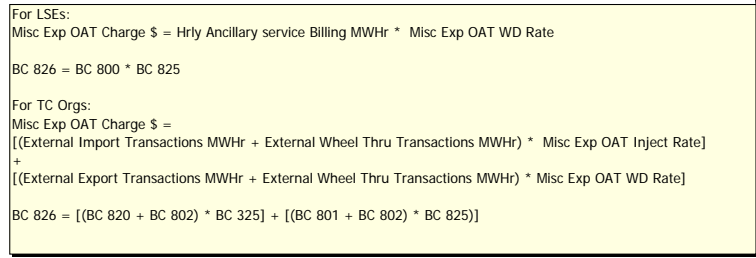 For LSEs:
Misc Exp OAT Charge $ = Hrly Ancillary service Billing MWHr * Misc Exp OAT WD Rate
BC 826 = BC 800 * BC 825
For TC Orgs:
Misc Exp OAT Charge $ =
[(External Import Transactions MWHr + External Wheel Thru Transactions MWHr) * Misc Exp OAT Inject Rate]
+
[(External Export Transactions MWHr + External Wheel Thru Transactions MWHr) * Misc Exp OAT WD Rate]
BC 826 = [(BC 820 + BC 802) * BC 325] + [(BC 801 + BC 802) * BC 825)]